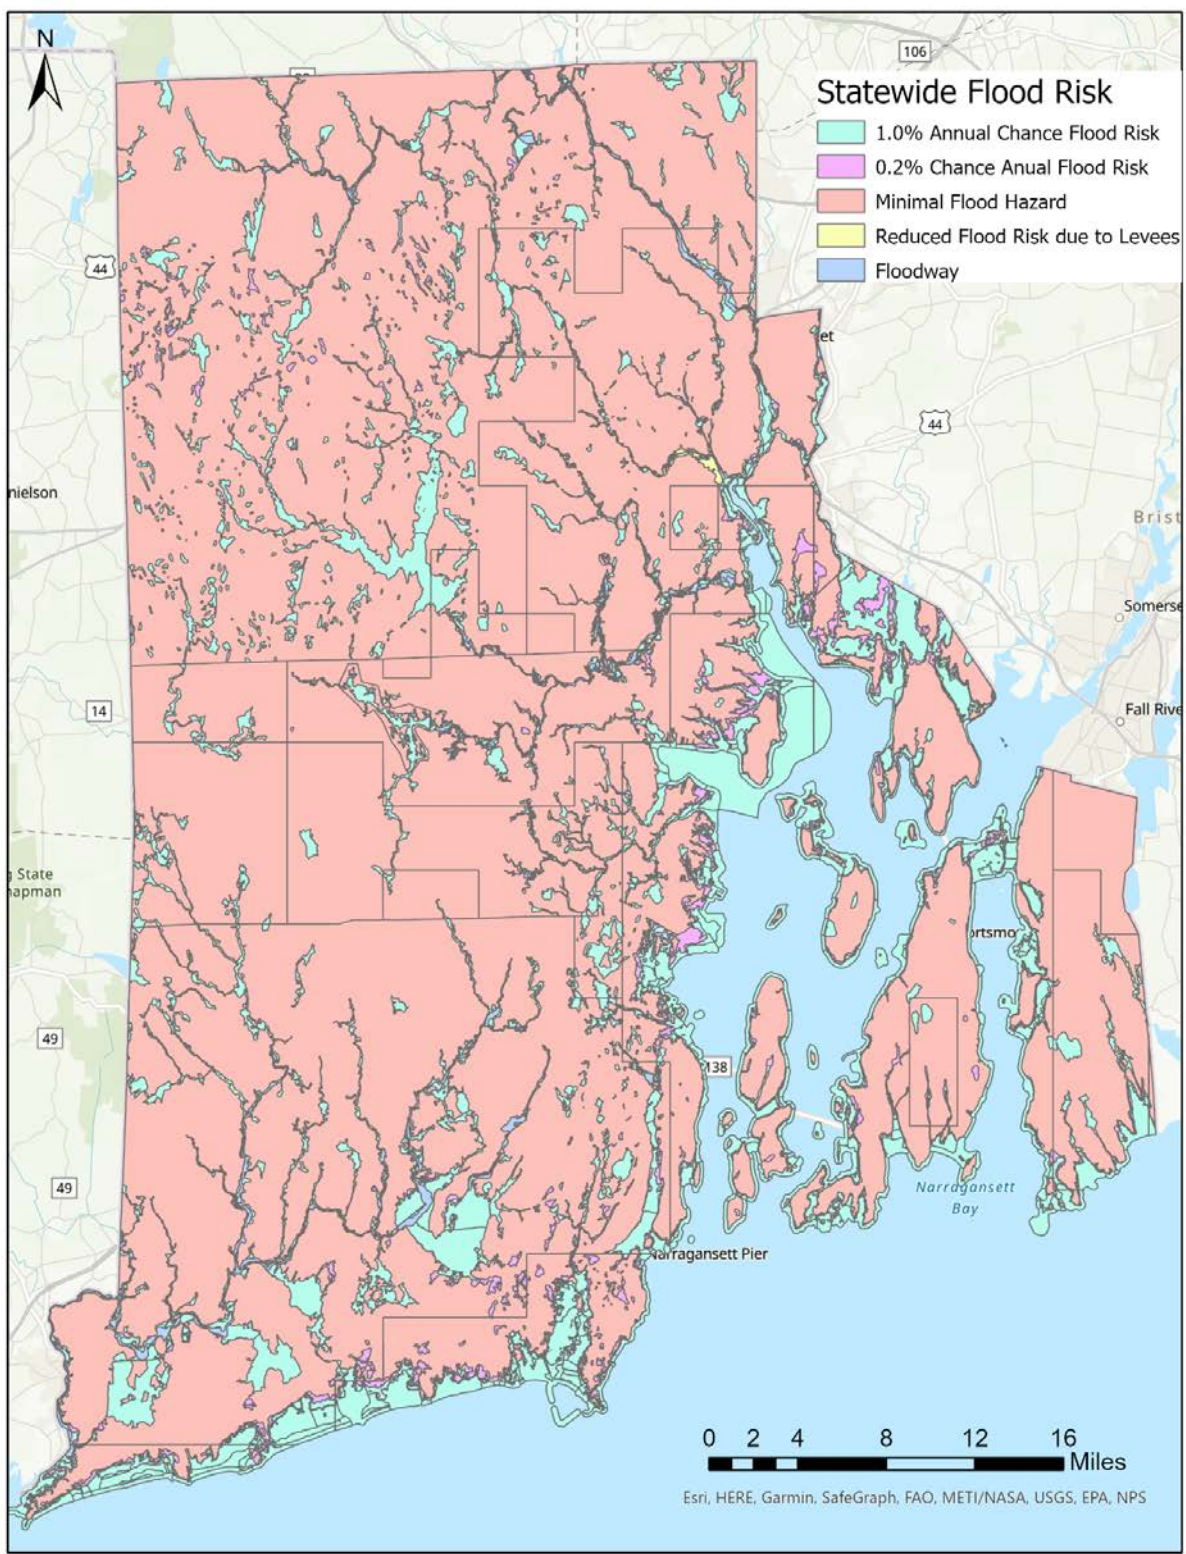 N
106
Statewide Flood Risk
1.0% Annual Chance Flood Risk
0.2% Chance Anual Flood Risk
Minimal Flood Hazard
Reduced Flood Risk due to Levees
Floodway
44
et
44
nielson
Brist
Somerse
14
Fall Rive
g State
hapman
ortsmo
49
138
49
Narragansett
Bay
Narragansett Pier
0 2 4 8 12 16
Miles
Esri, HERE, Garmin, SafeGraph, FAO, METI/NASA, USGS, EPA, NPS